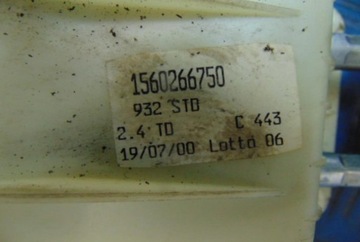 1560266750
932 STD
2.4 TD C 443
19/07/00 Lotto 06